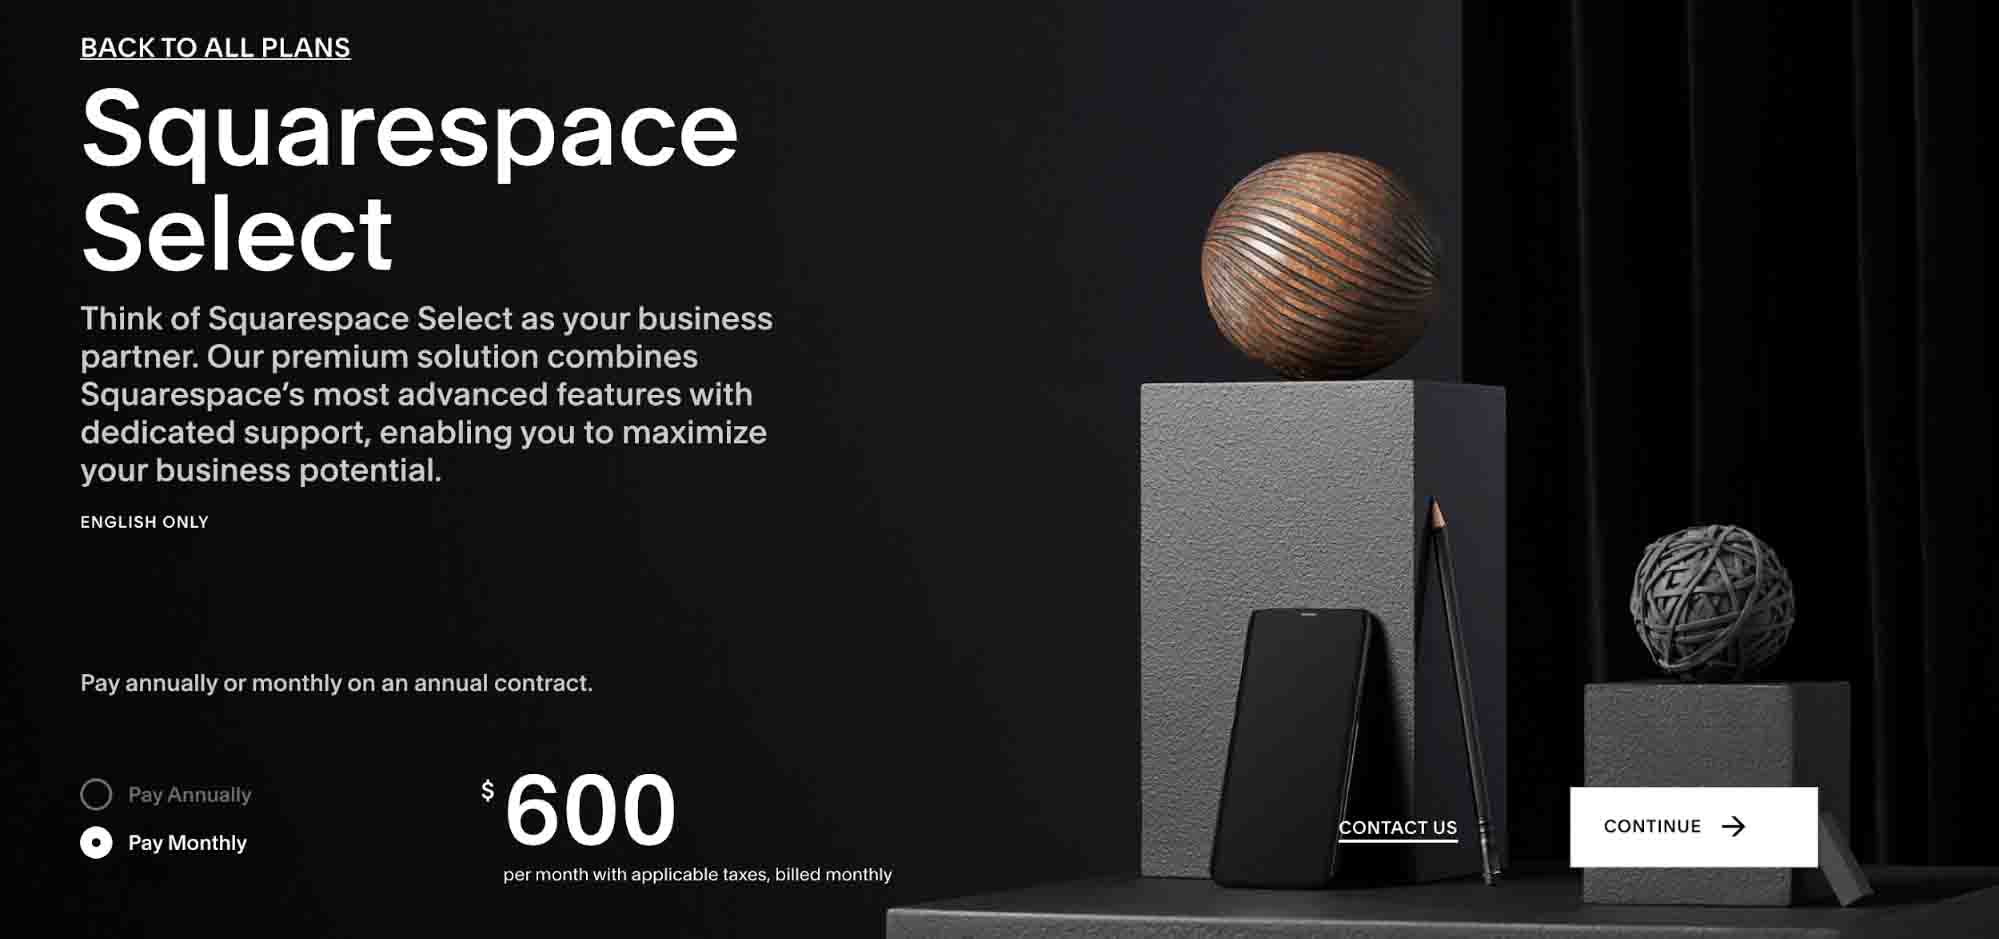 BACK TO ALL PLANS
Squarespace
Select
Think of Squarespace Select as your business
partner. Our premium solution combines
Squarespace’s most advanced features with
dedicated support, enabling you to maximize
your business potential.
ENGLISH ONLY
Pay annually or monthly on an annual contract.
Pay Annually
Pay Monthly
$600
per month with applicable taxes, billed monthly
CONTACT US
CONTINUE →